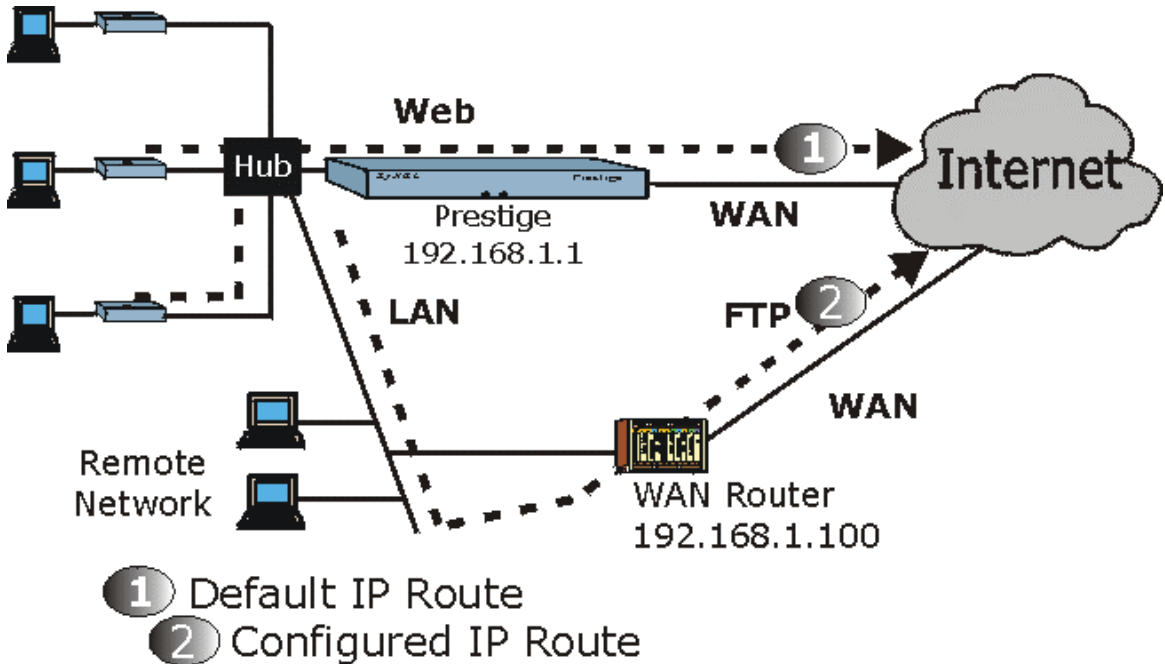 Web
1
Hub
Internet
ZyXEL
Prestige
WAN
Prestige
192.168.1.1
LAN
FTP
2
WAN
Remote
Network
WAN Router
192.168.1.100
1 Default IP Route
2 Configured IP Route